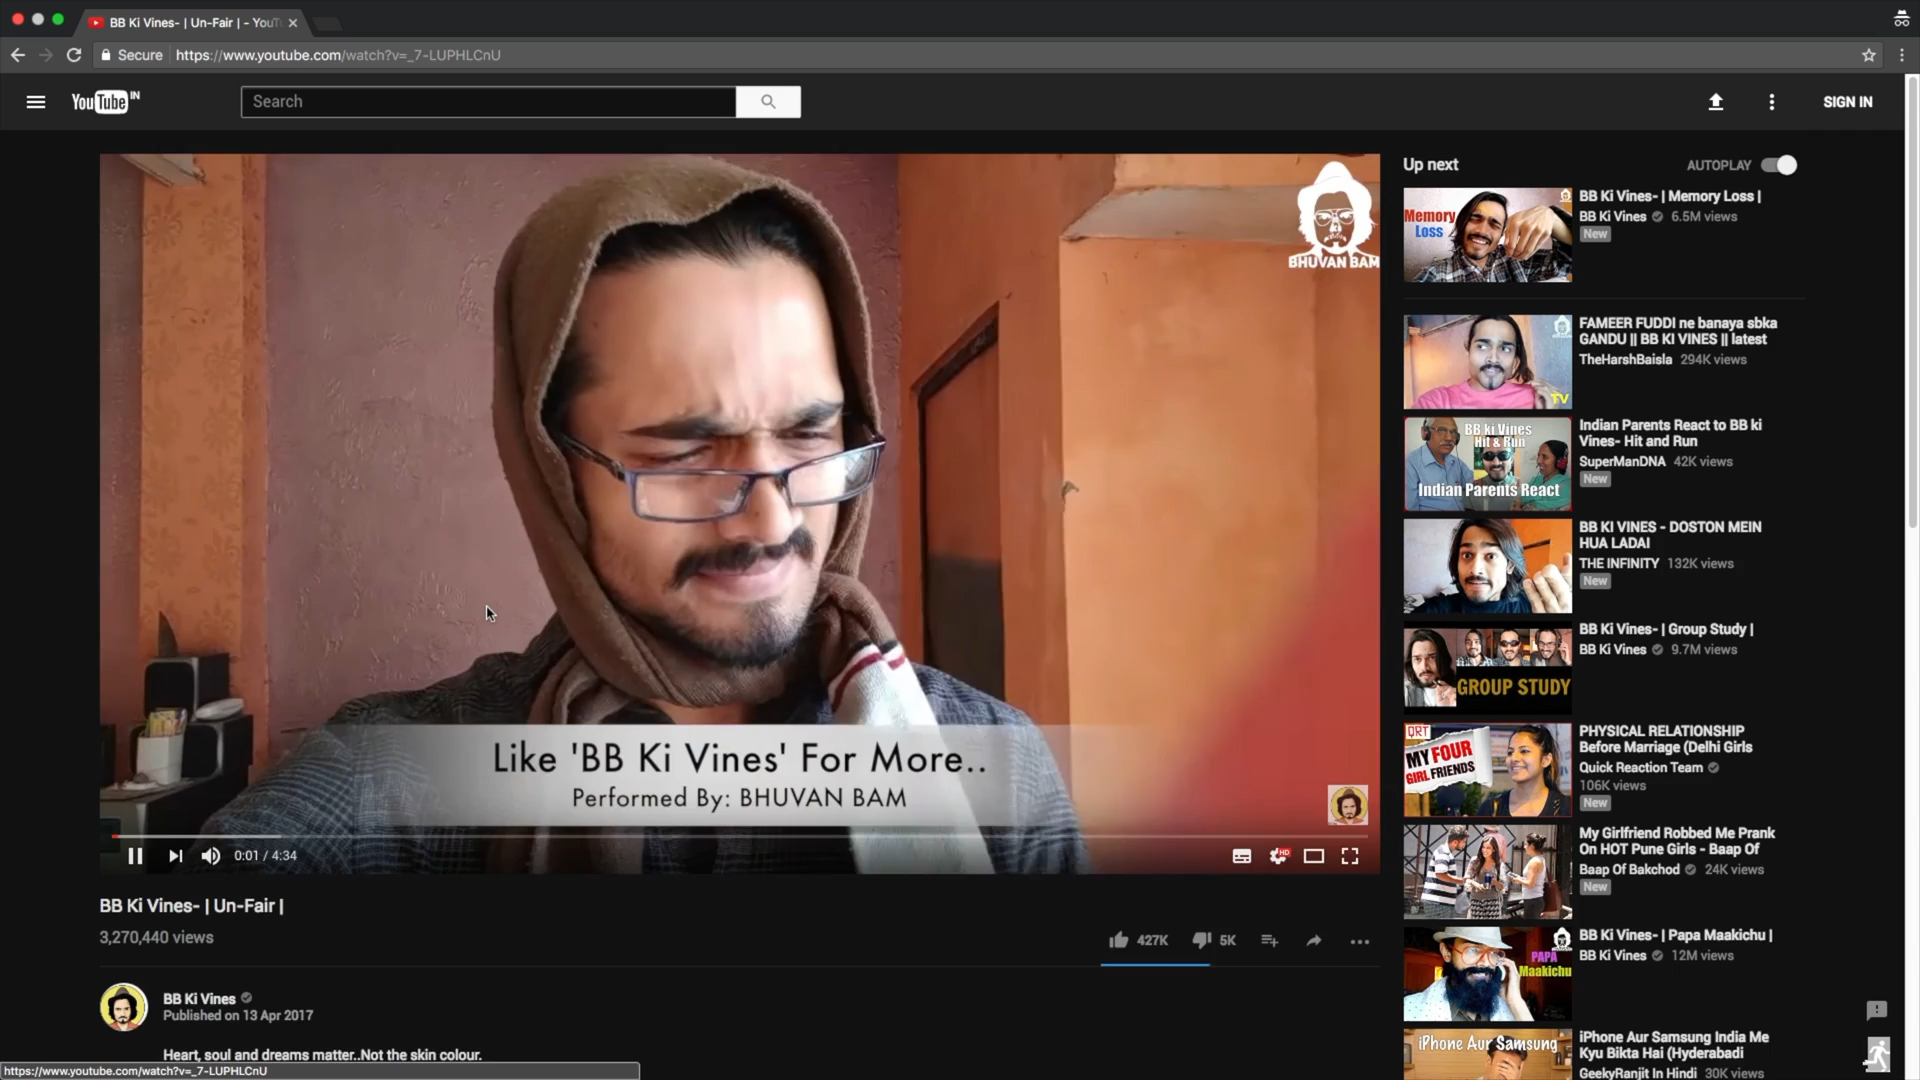 BB Ki Vines- | Un-Fair | - YouT
Secure
https://www.youtube.com/watch?v=_7-LUPHLCnU
YouTube IN
Search
SIGN IN
BHUVAN BAM
Like 'BB Ki Vines' For More..
Performed By: BHUVAN BAM
0:01 / 4:34
HD
BB Ki Vines- | Un-Fair |
3,270,440 views
427K
5K
BB Ki Vines
Published on 13 Apr 2017
Heart, soul and dreams matter..Not the skin colour.
https://www.youtube.com/watch?v=_7-LUPHLCnU
Up next
AUTOPLAY
Memory
Loss
BB Ki Vines- | Memory Loss |
BB Ki Vines 6.5M views
New
TV
FAMEER FUDDI ne banaya sbka
GANDU || BB KI VINES || latest
TheHarshBaisla 294K views
BB ki Vines
Hit & Run
Indian Parents React
Indian Parents React to BB ki
Vines- Hit and Run
SuperManDNA 42K views
New
BB KI VINES - DOSTON MEIN
HUA LADAI
THE INFINITY 132K views
New
GROUP STUDY
BB Ki Vines- | Group Study |
BB Ki Vines 9.7M views
QRT
MY FOUR
GIRL FRIENDS
PHYSICAL RELATIONSHIP
Before Marriage (Delhi Girls
Quick Reaction Team
106K views
New
My Girlfriend Robbed Me Prank
On HOT Pune Girls - Baap Of
Baap Of Bakchod 24K views
New
PAPA
Maakichu
BB Ki Vines- | Papa Maakichu |
BB Ki Vines 12M views
iPhone Aur Samsung
iPhone Aur Samsung India Me
Kyu Bikta Hai (Hyderabadi
GeekyRanjit In Hindi 30K views